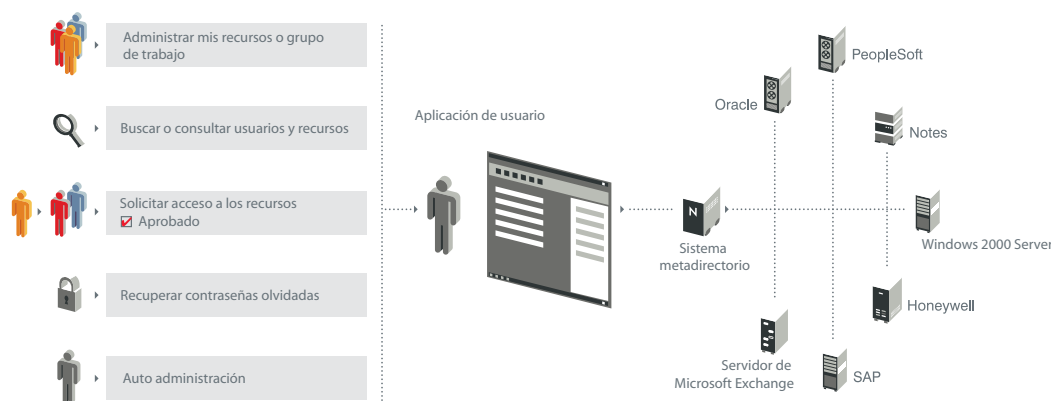 Administrar mis recursos o grupo
de trabajo
Buscar o consultar usuarios y recursos
Solicitar acceso a los recursos
Aprobado
Recuperar contraseñas olvidadas
Auto administración
Aplicación de usuario
N
Sistema
metadirectorio
PeopleSoft
Oracle
Notes
Windows 2000 Server
Honeywell
Servidor de
Microsoft Exchange
SAP